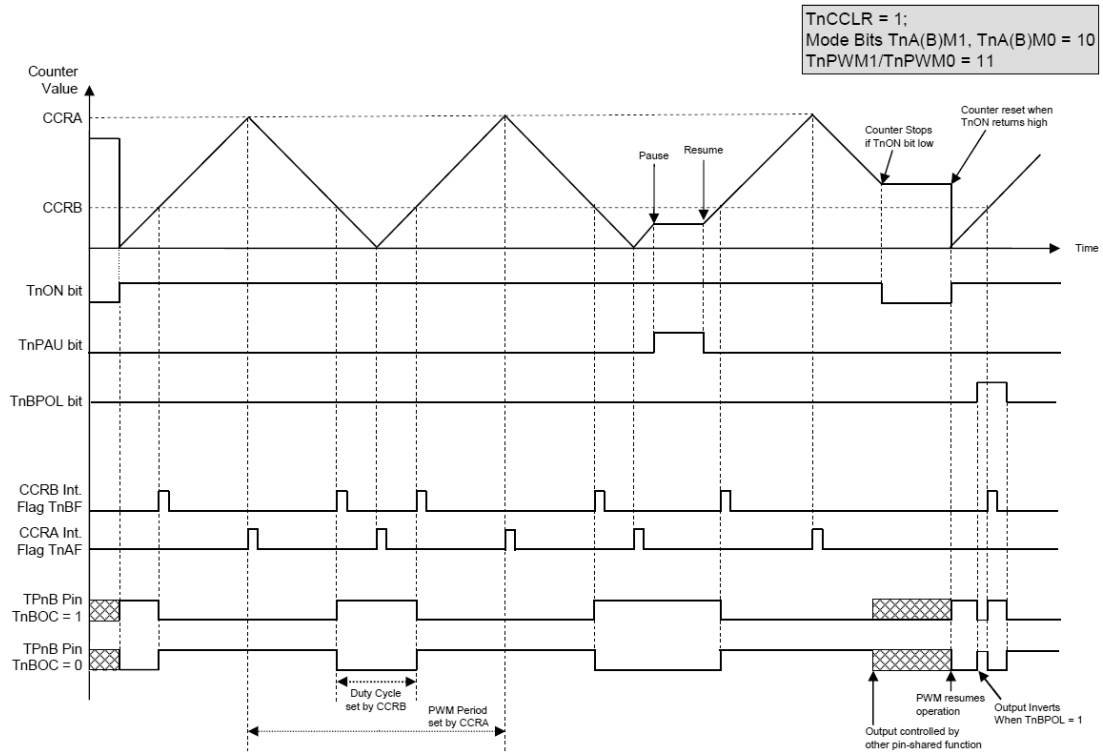 TnCCLR = 1;
Mode Bits TnA(B)M1, TnA(B)M0 = 10
TnPWM1/TnPWM0 = 11
Counter
Value
CCRA
CCRB
Pause
Resume
Counter Stops
if TnON bit low
Counter reset when
TnON returns high
Time
TnON bit
TnPAU bit
TnBPOL bit
CCRB Int.
Flag TnBF
CCRA Int.
Flag TnAF
TPnB Pin
TnBOC = 1
TPnB Pin
TnBOC = 0
Duty Cycle
set by CCRB
PWM Period
set by CCRA
Output controlled by
other pin-shared function
PWM resumes
operation
Output Inverts
When TnBPOL = 1